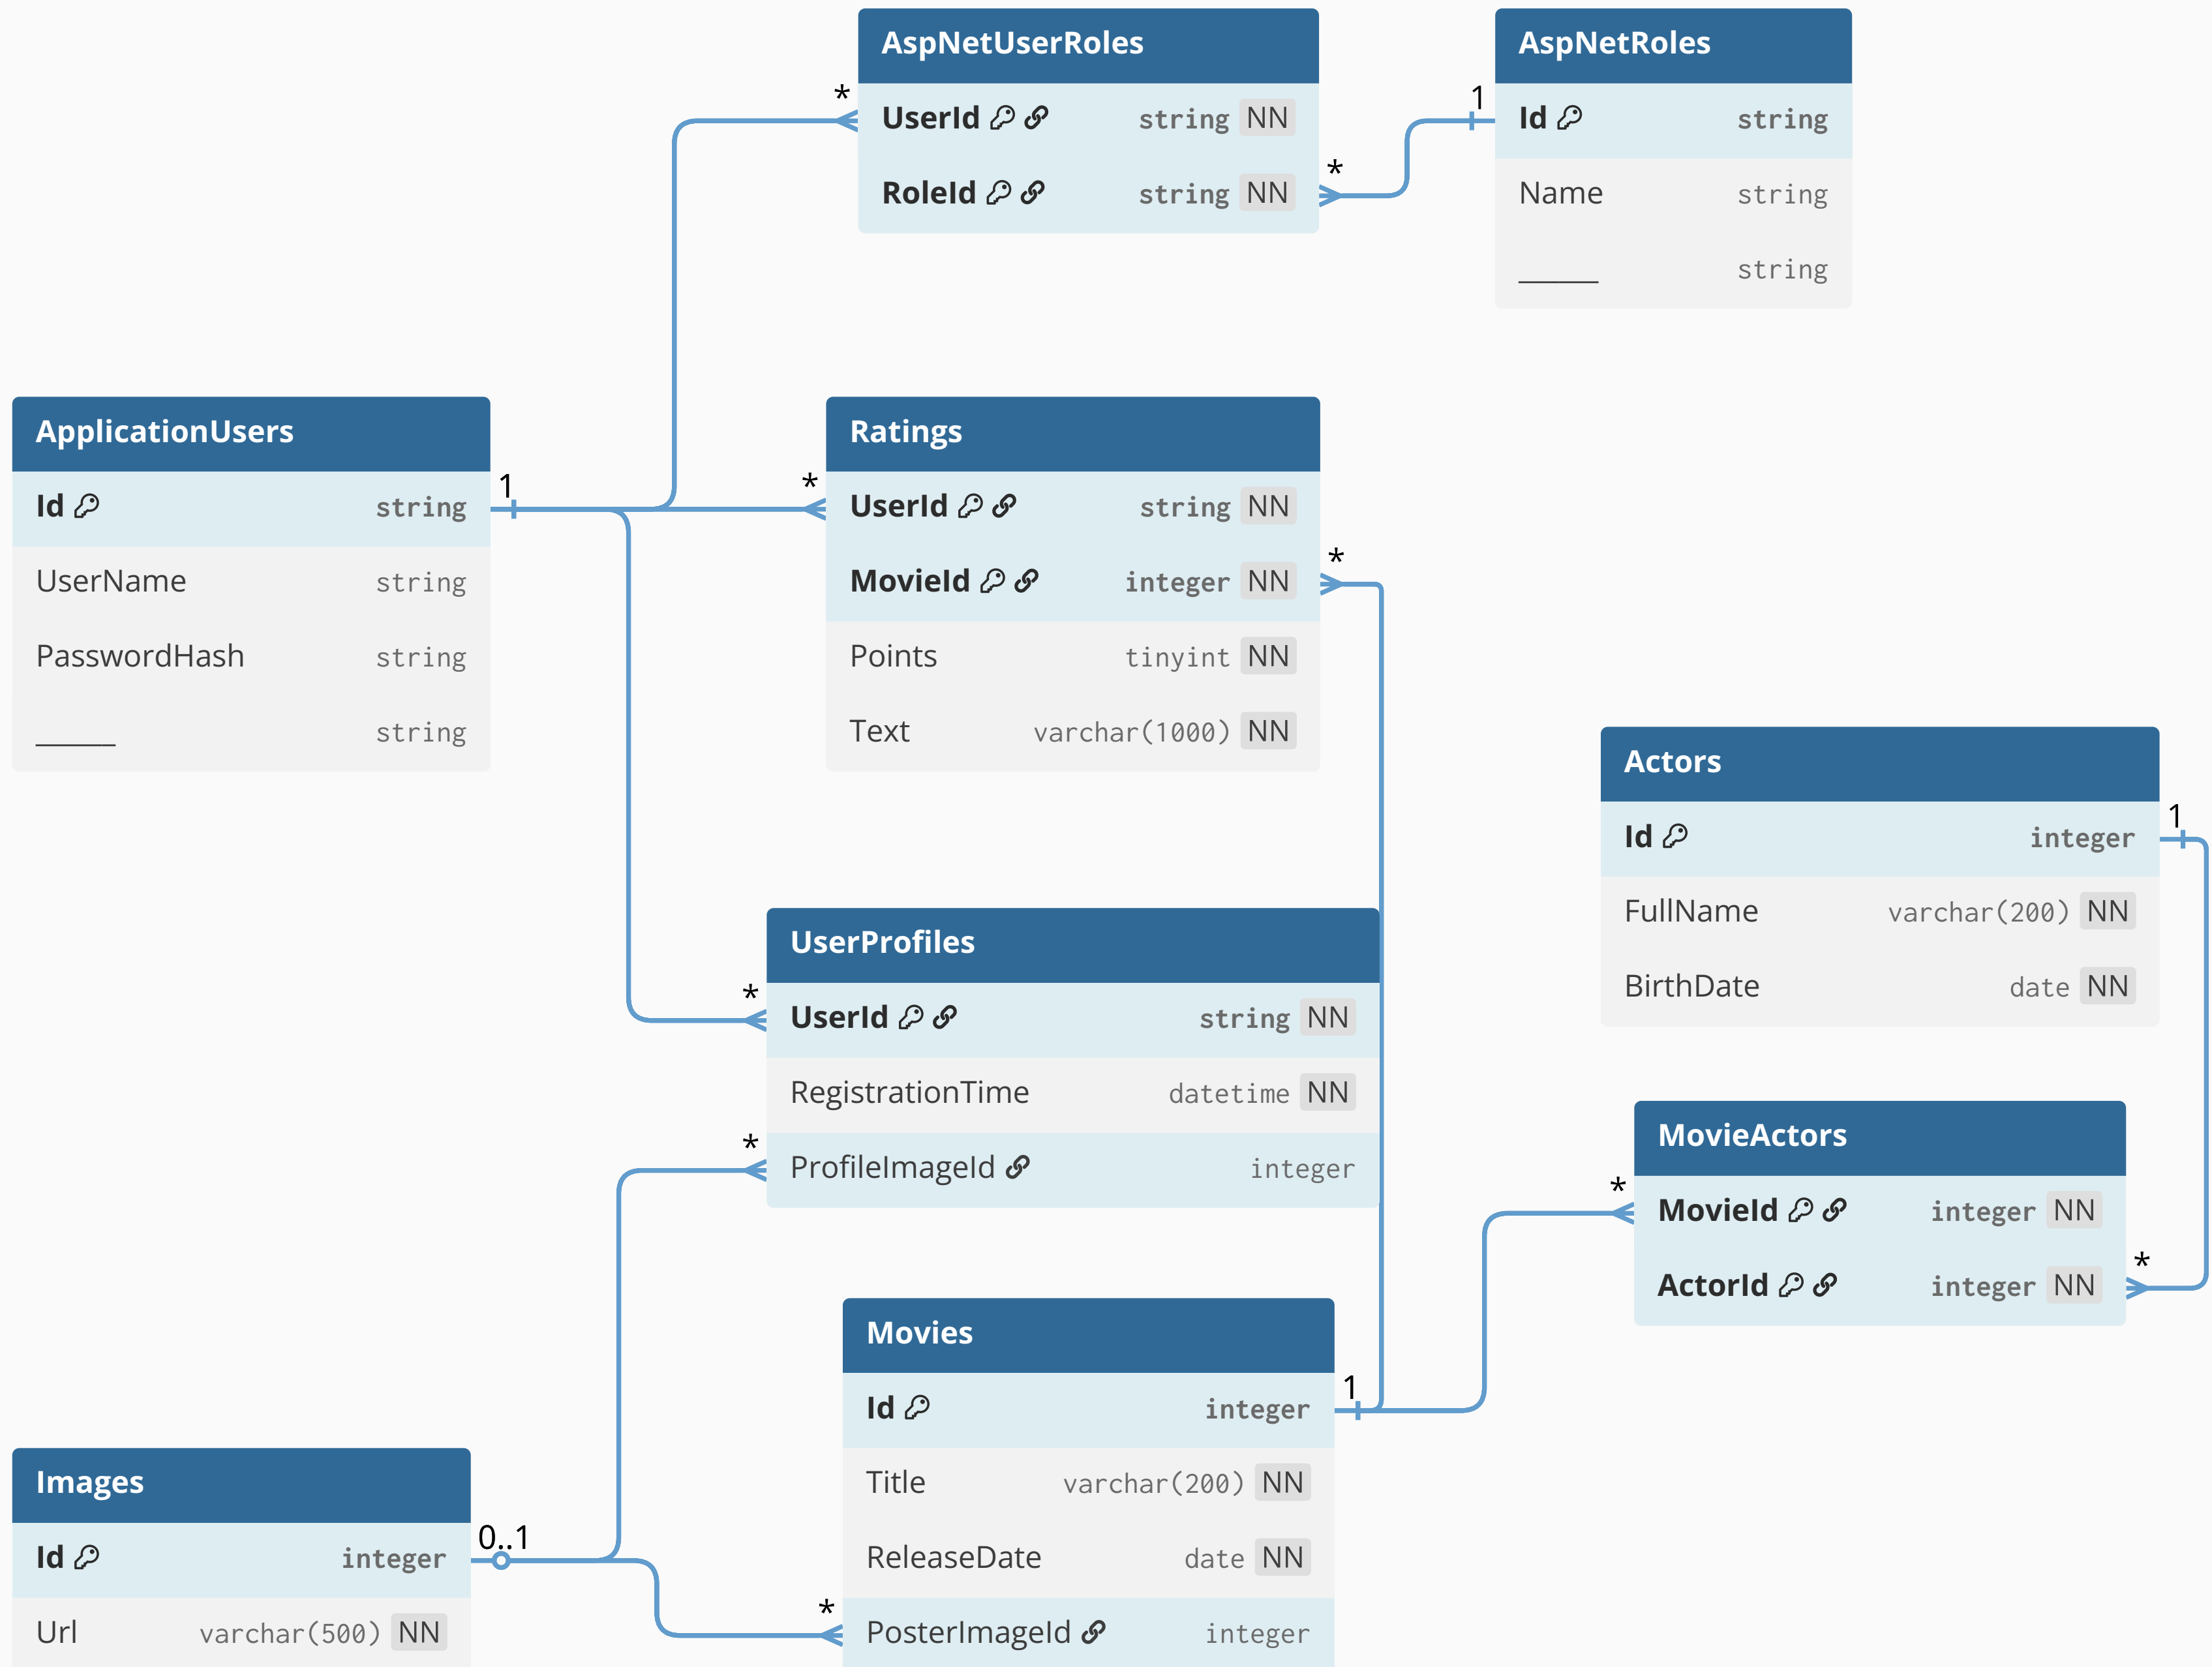 AspNetUserRoles
*
UserId string NN
*
RoleId string NN
AspNetRoles
1
Id string
Name string
______ string
ApplicationUsers
1
Id string
UserName string
PasswordHash string
______ string
Ratings
*
UserId string NN
*
MovieId integer NN
Points tinyint NN
Text varchar(1000) NN
Actors
1
Id integer
FullName varchar(200) NN
BirthDate date NN
UserProfiles
*
UserId string NN
RegistrationTime datetime NN
*
ProfileImageId integer
MovieActors
*
MovieId integer NN
*
ActorId integer NN
Movies
1
Id integer
Title varchar(200) NN
ReleaseDate date NN
*
PosterImageId integer
Images
0..1
Id integer
Url varchar(500) NN